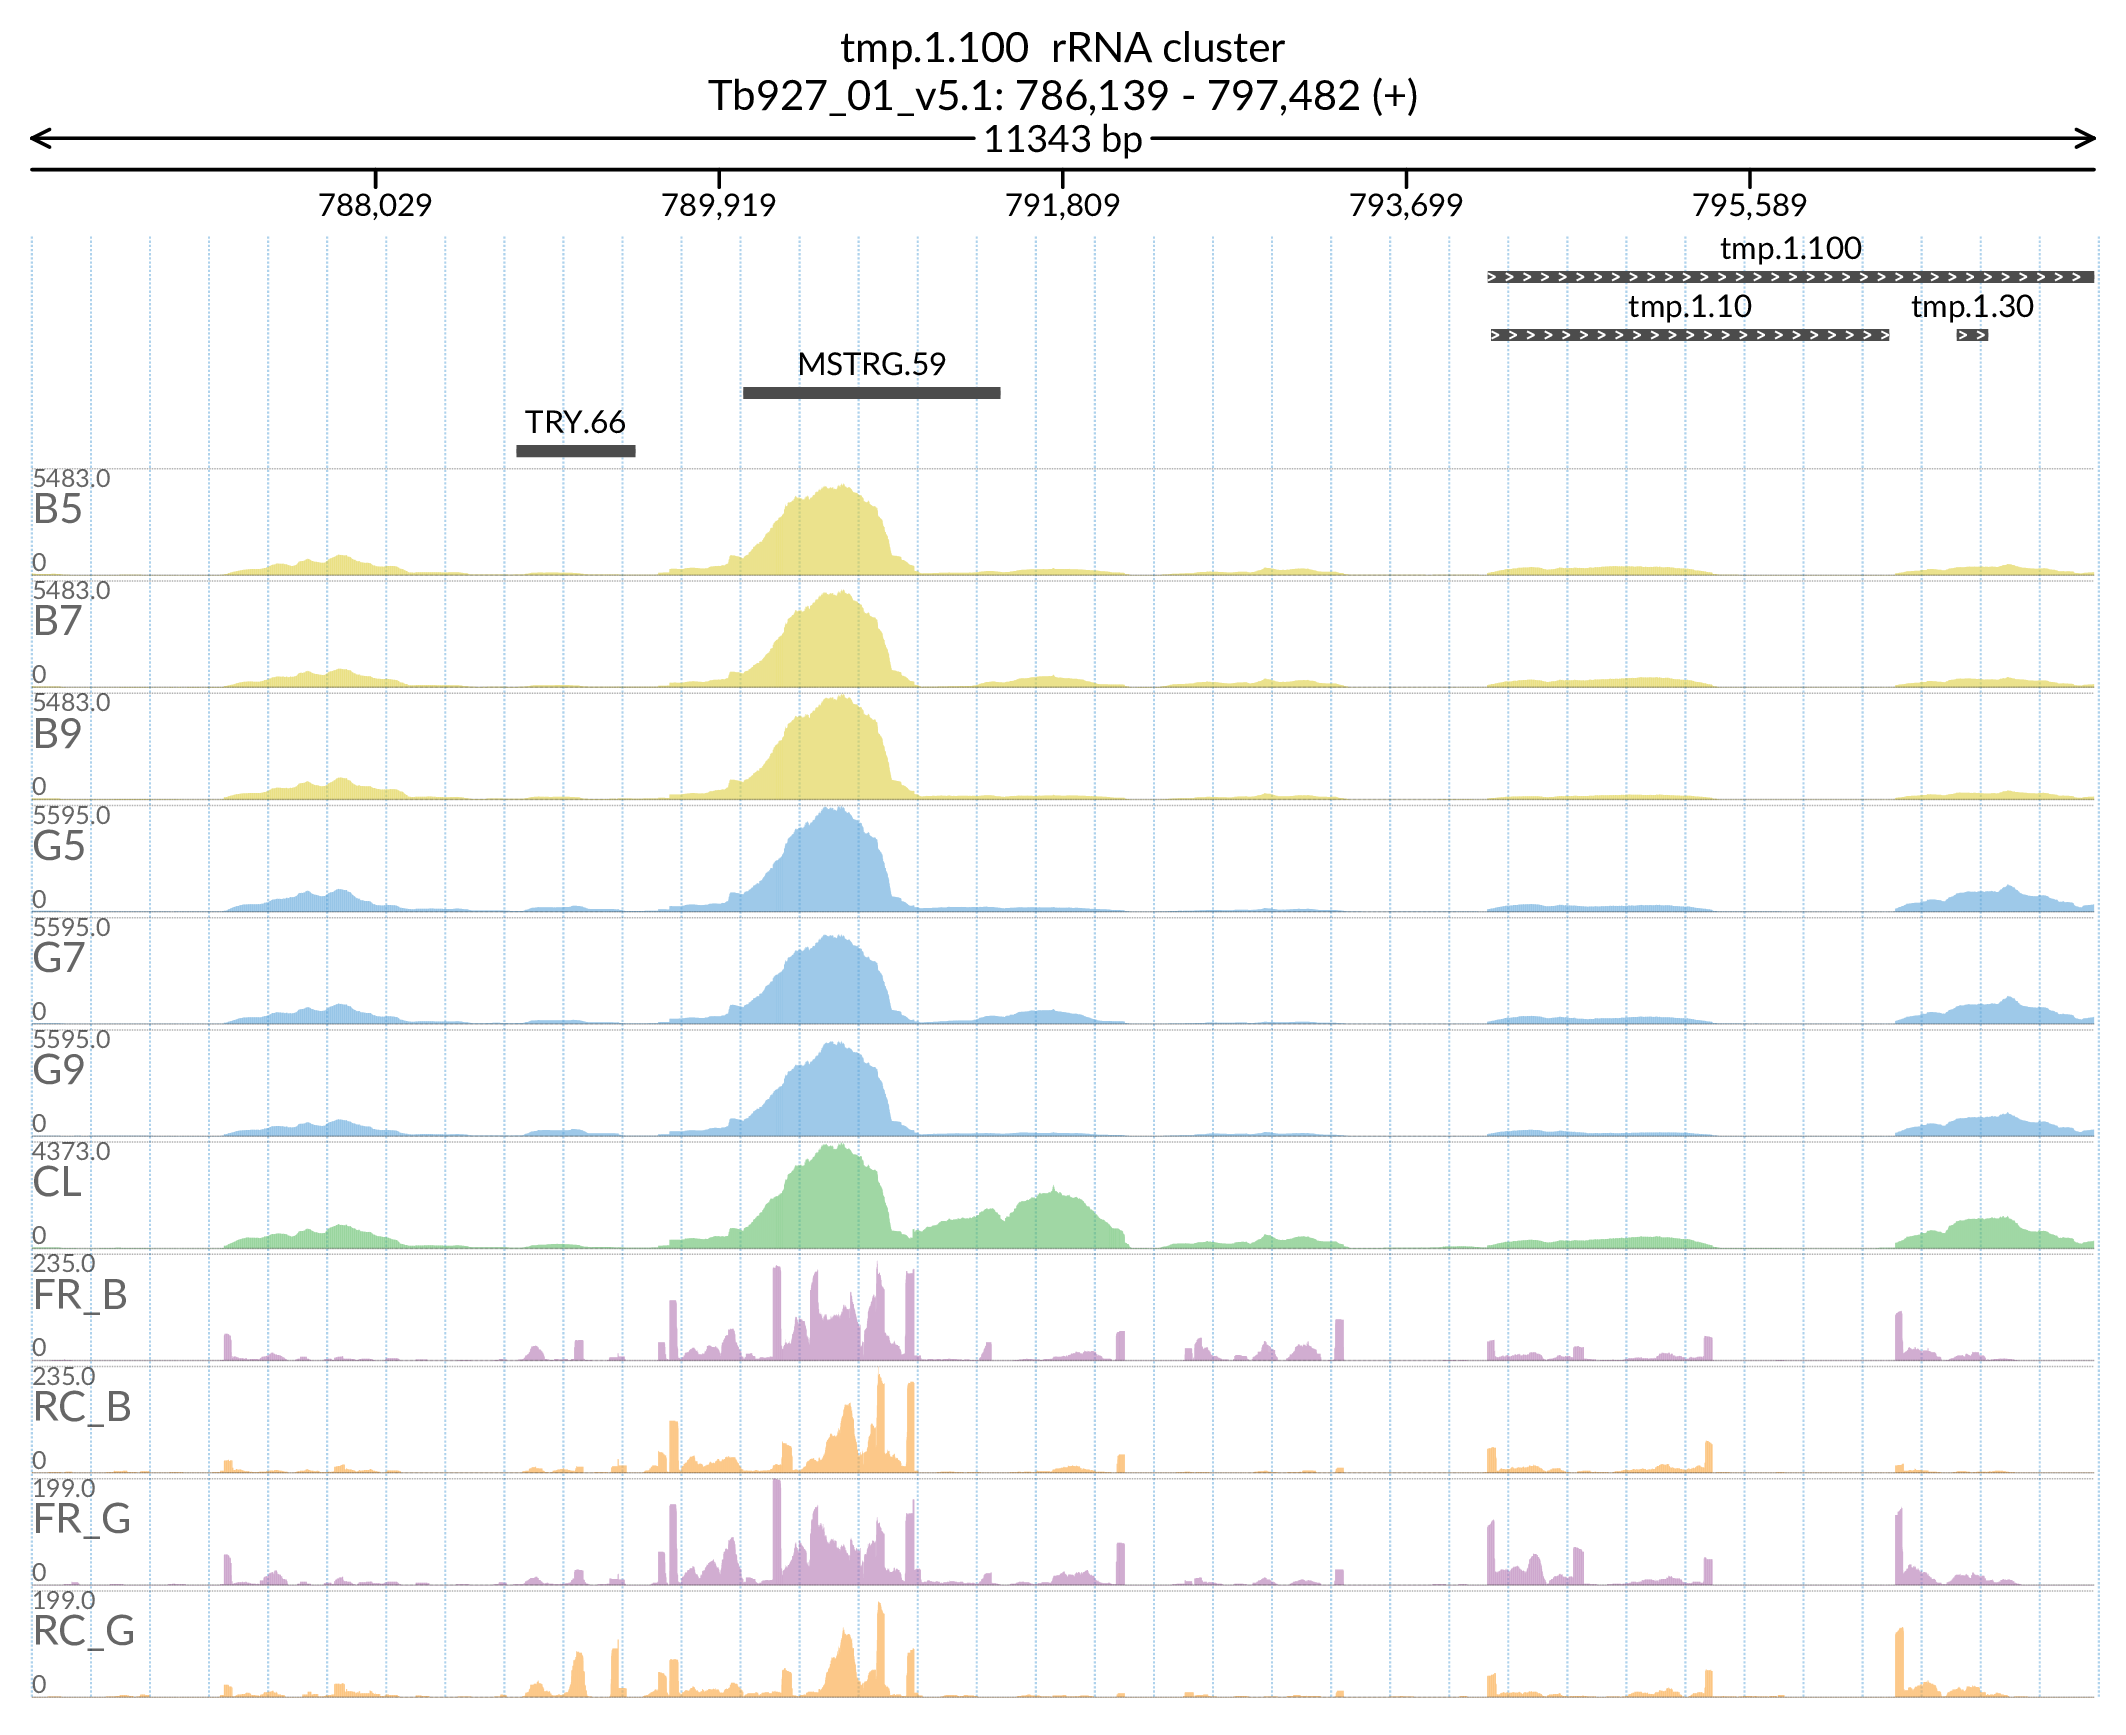 tmp.1.100  rRNA cluster
Tb927_01_v5.1: 786,139 - 797,482 (+)
11343 bp
788,029 789,919 791,809 793,699 795,589
tmp.1.100
tmp.1.10 tmp.1.30
MSTRG.59
TRY.66
5483.0
B5
0
5483.0
B7
0
5483.0
B9
0
5595.0
G5
0
5595.0
G7
0
5595.0
G9
0
4373.0
CL
0
235.0
FR_B
0
235.0
RC_B
0
199.0
FR_G
0
199.0
RC_G
0